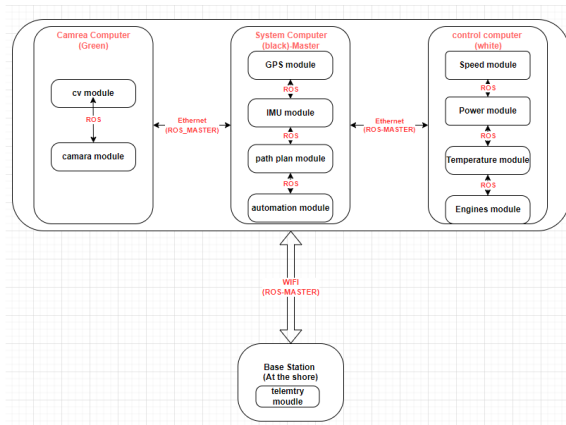 Camrea Computer
(Green)
cv module
ROS
camara module
Ethernet
(ROS_MASTER)
System Computer
(black)-Master
GPS module
ROS
IMU module
ROS
path plan module
ROS
automation module
Ethernet
(ROS-MASTER)
control computer
(white)
Speed module
ROS
Power module
ROS
Temperature module
ROS
Engines module
WIFI
(ROS-MASTER)
Base Station
(At the shore)
telemtry
moudle